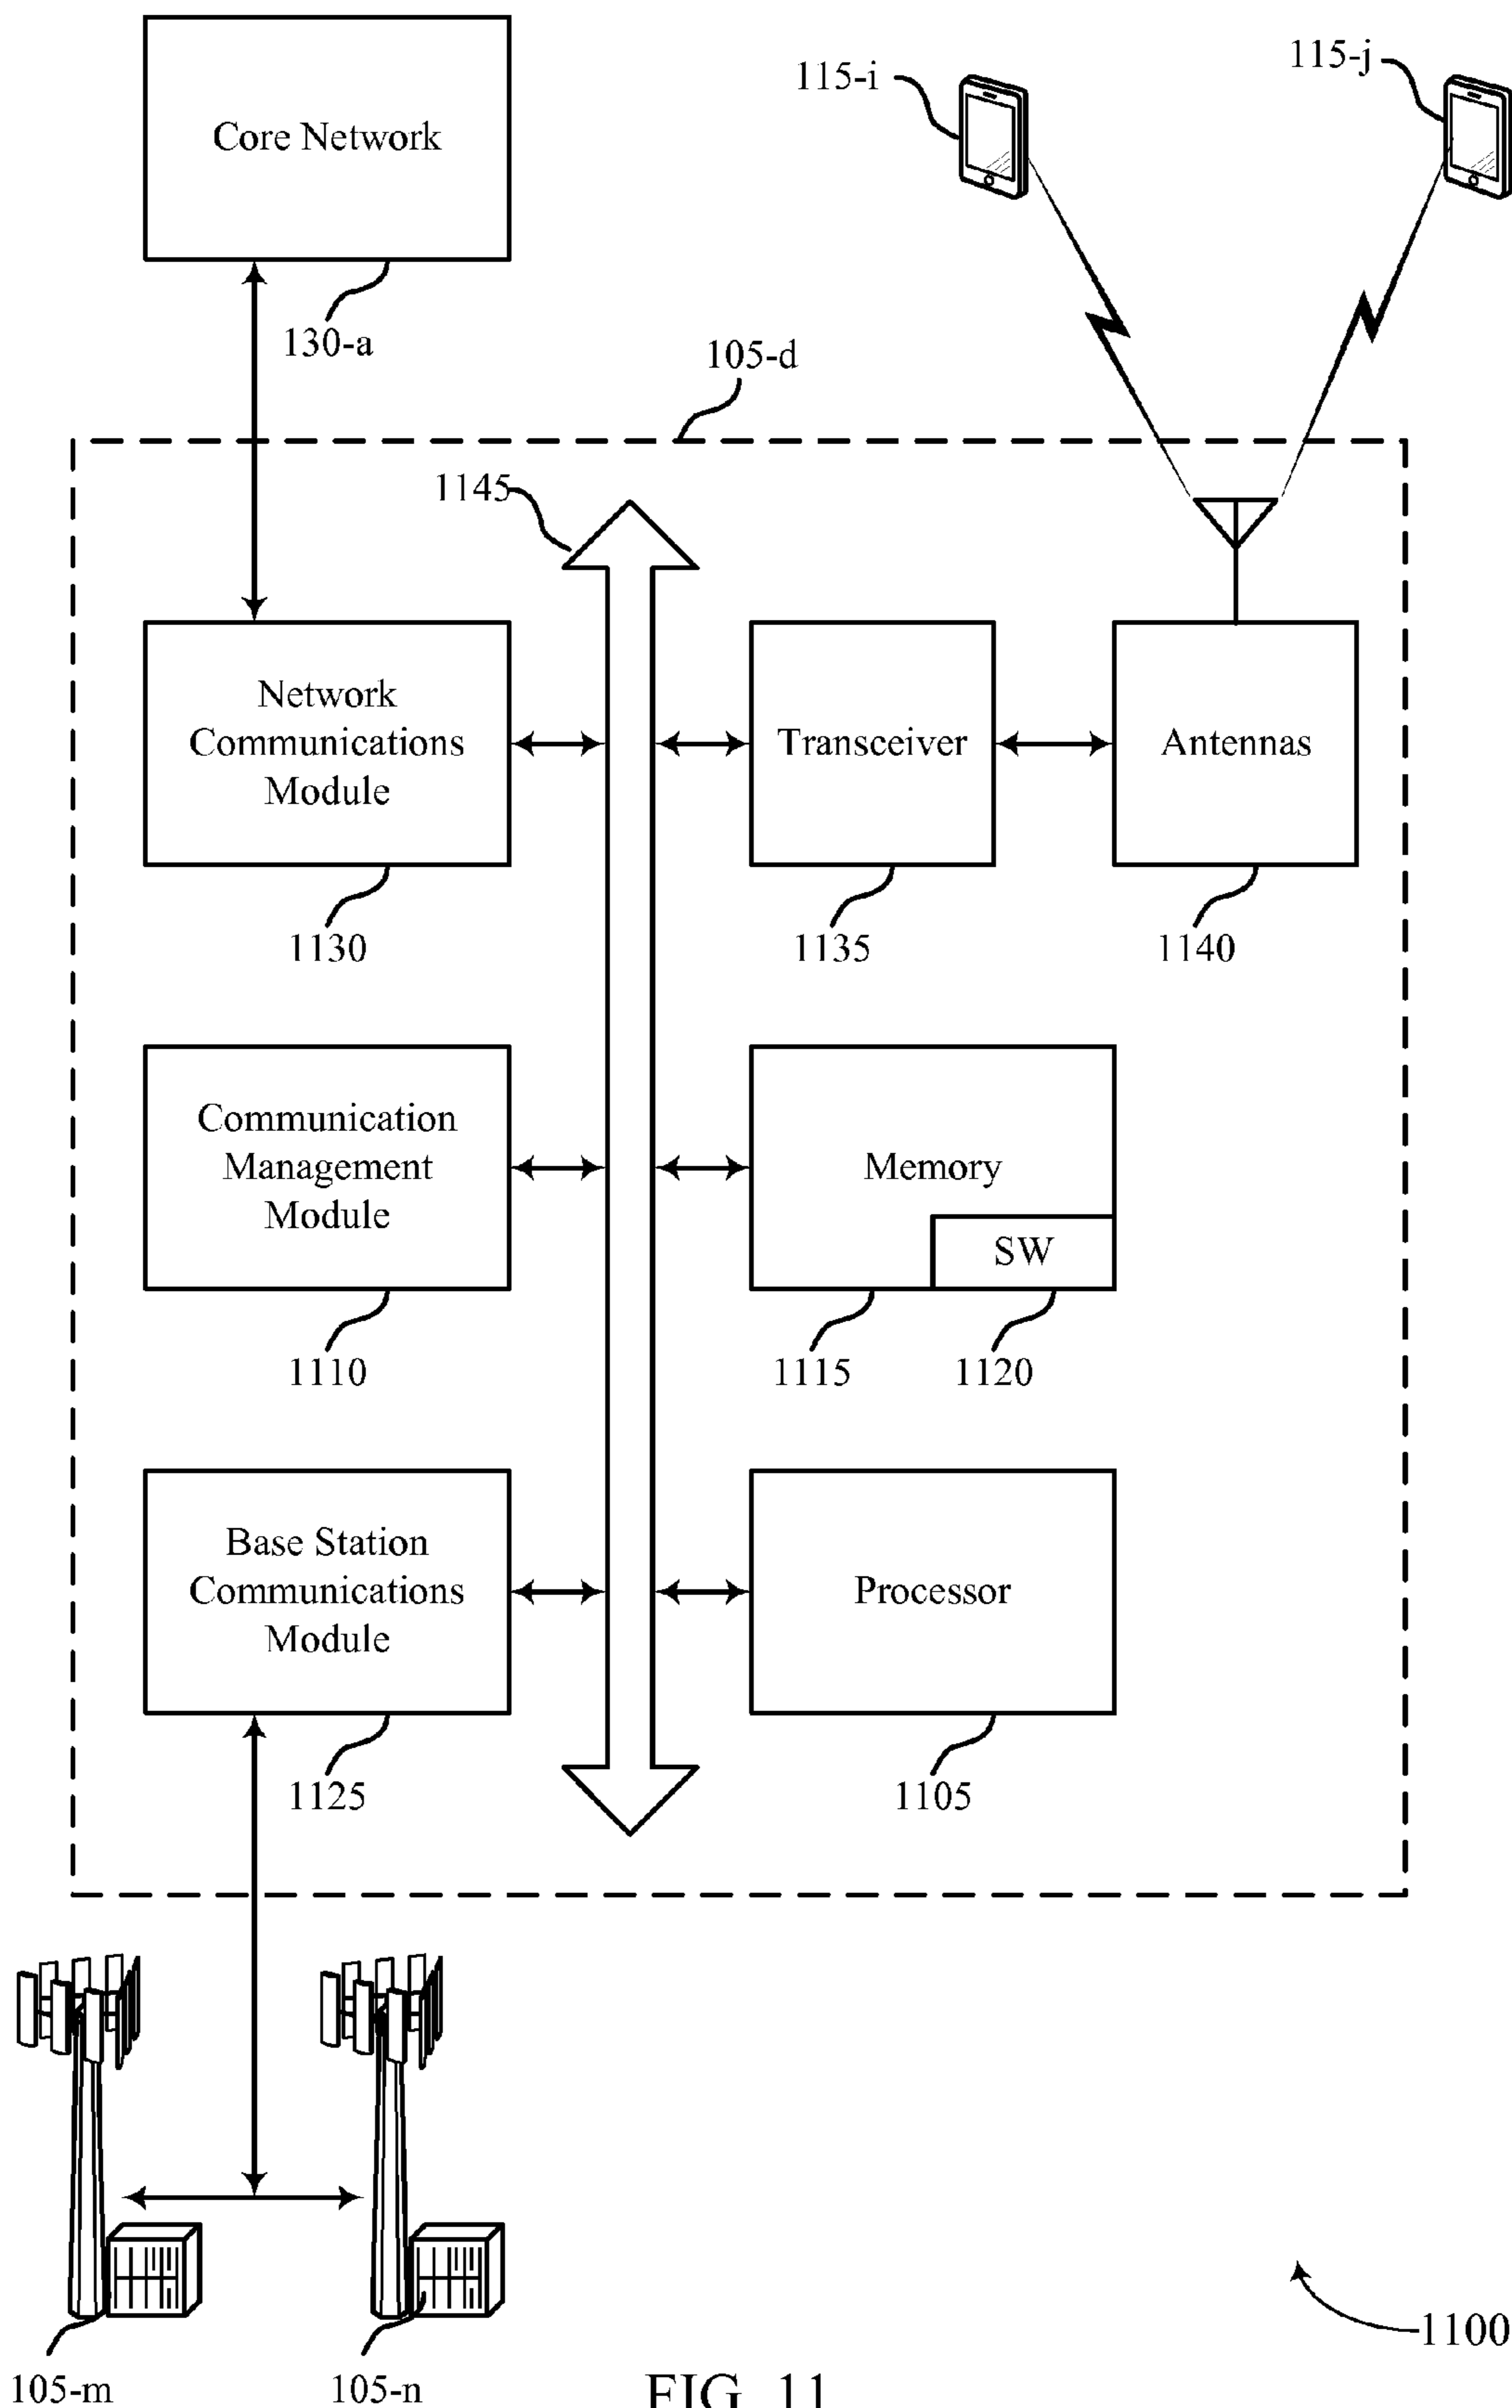 Core Network
130-a
115-i
115-j
105-d
1145
Network
Communications
Module
1130
Transceiver
1135
Antennas
1140
Communication
Management
Module
1110
Memory
SW
1115
1120
Base Station
Communications
Module
1125
Processor
1105
105-m
105-n
1100
FIG. 11